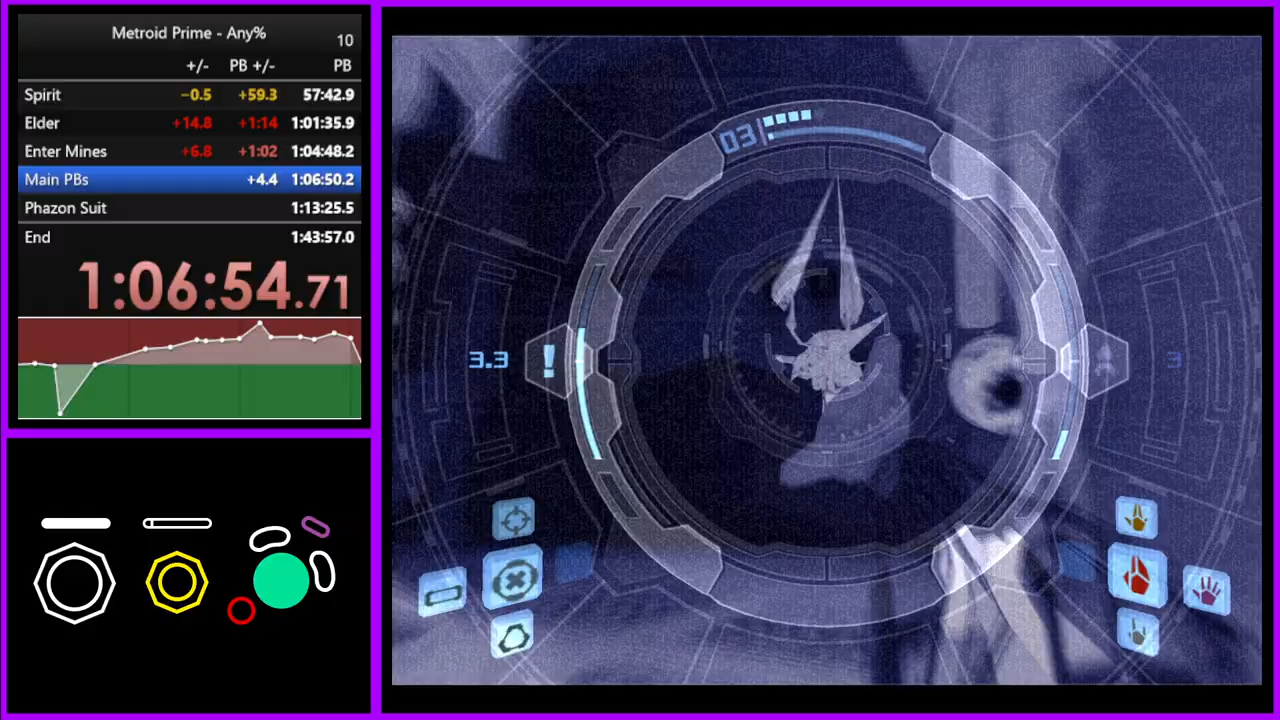 Metroid Prime - Any%
10
+/- PB +/- PB
Spirit −0.5 +59.3 57:42.9
Elder +14.8 +1:14 1:01:35.9
Enter Mines +6.8 +1:02 1:04:48.2
Main PBs +4.4 1:06:50.2
Phazon Suit 1:13:25.5
End 1:43:57.0
1:06:54.71
03
3.3 !
3